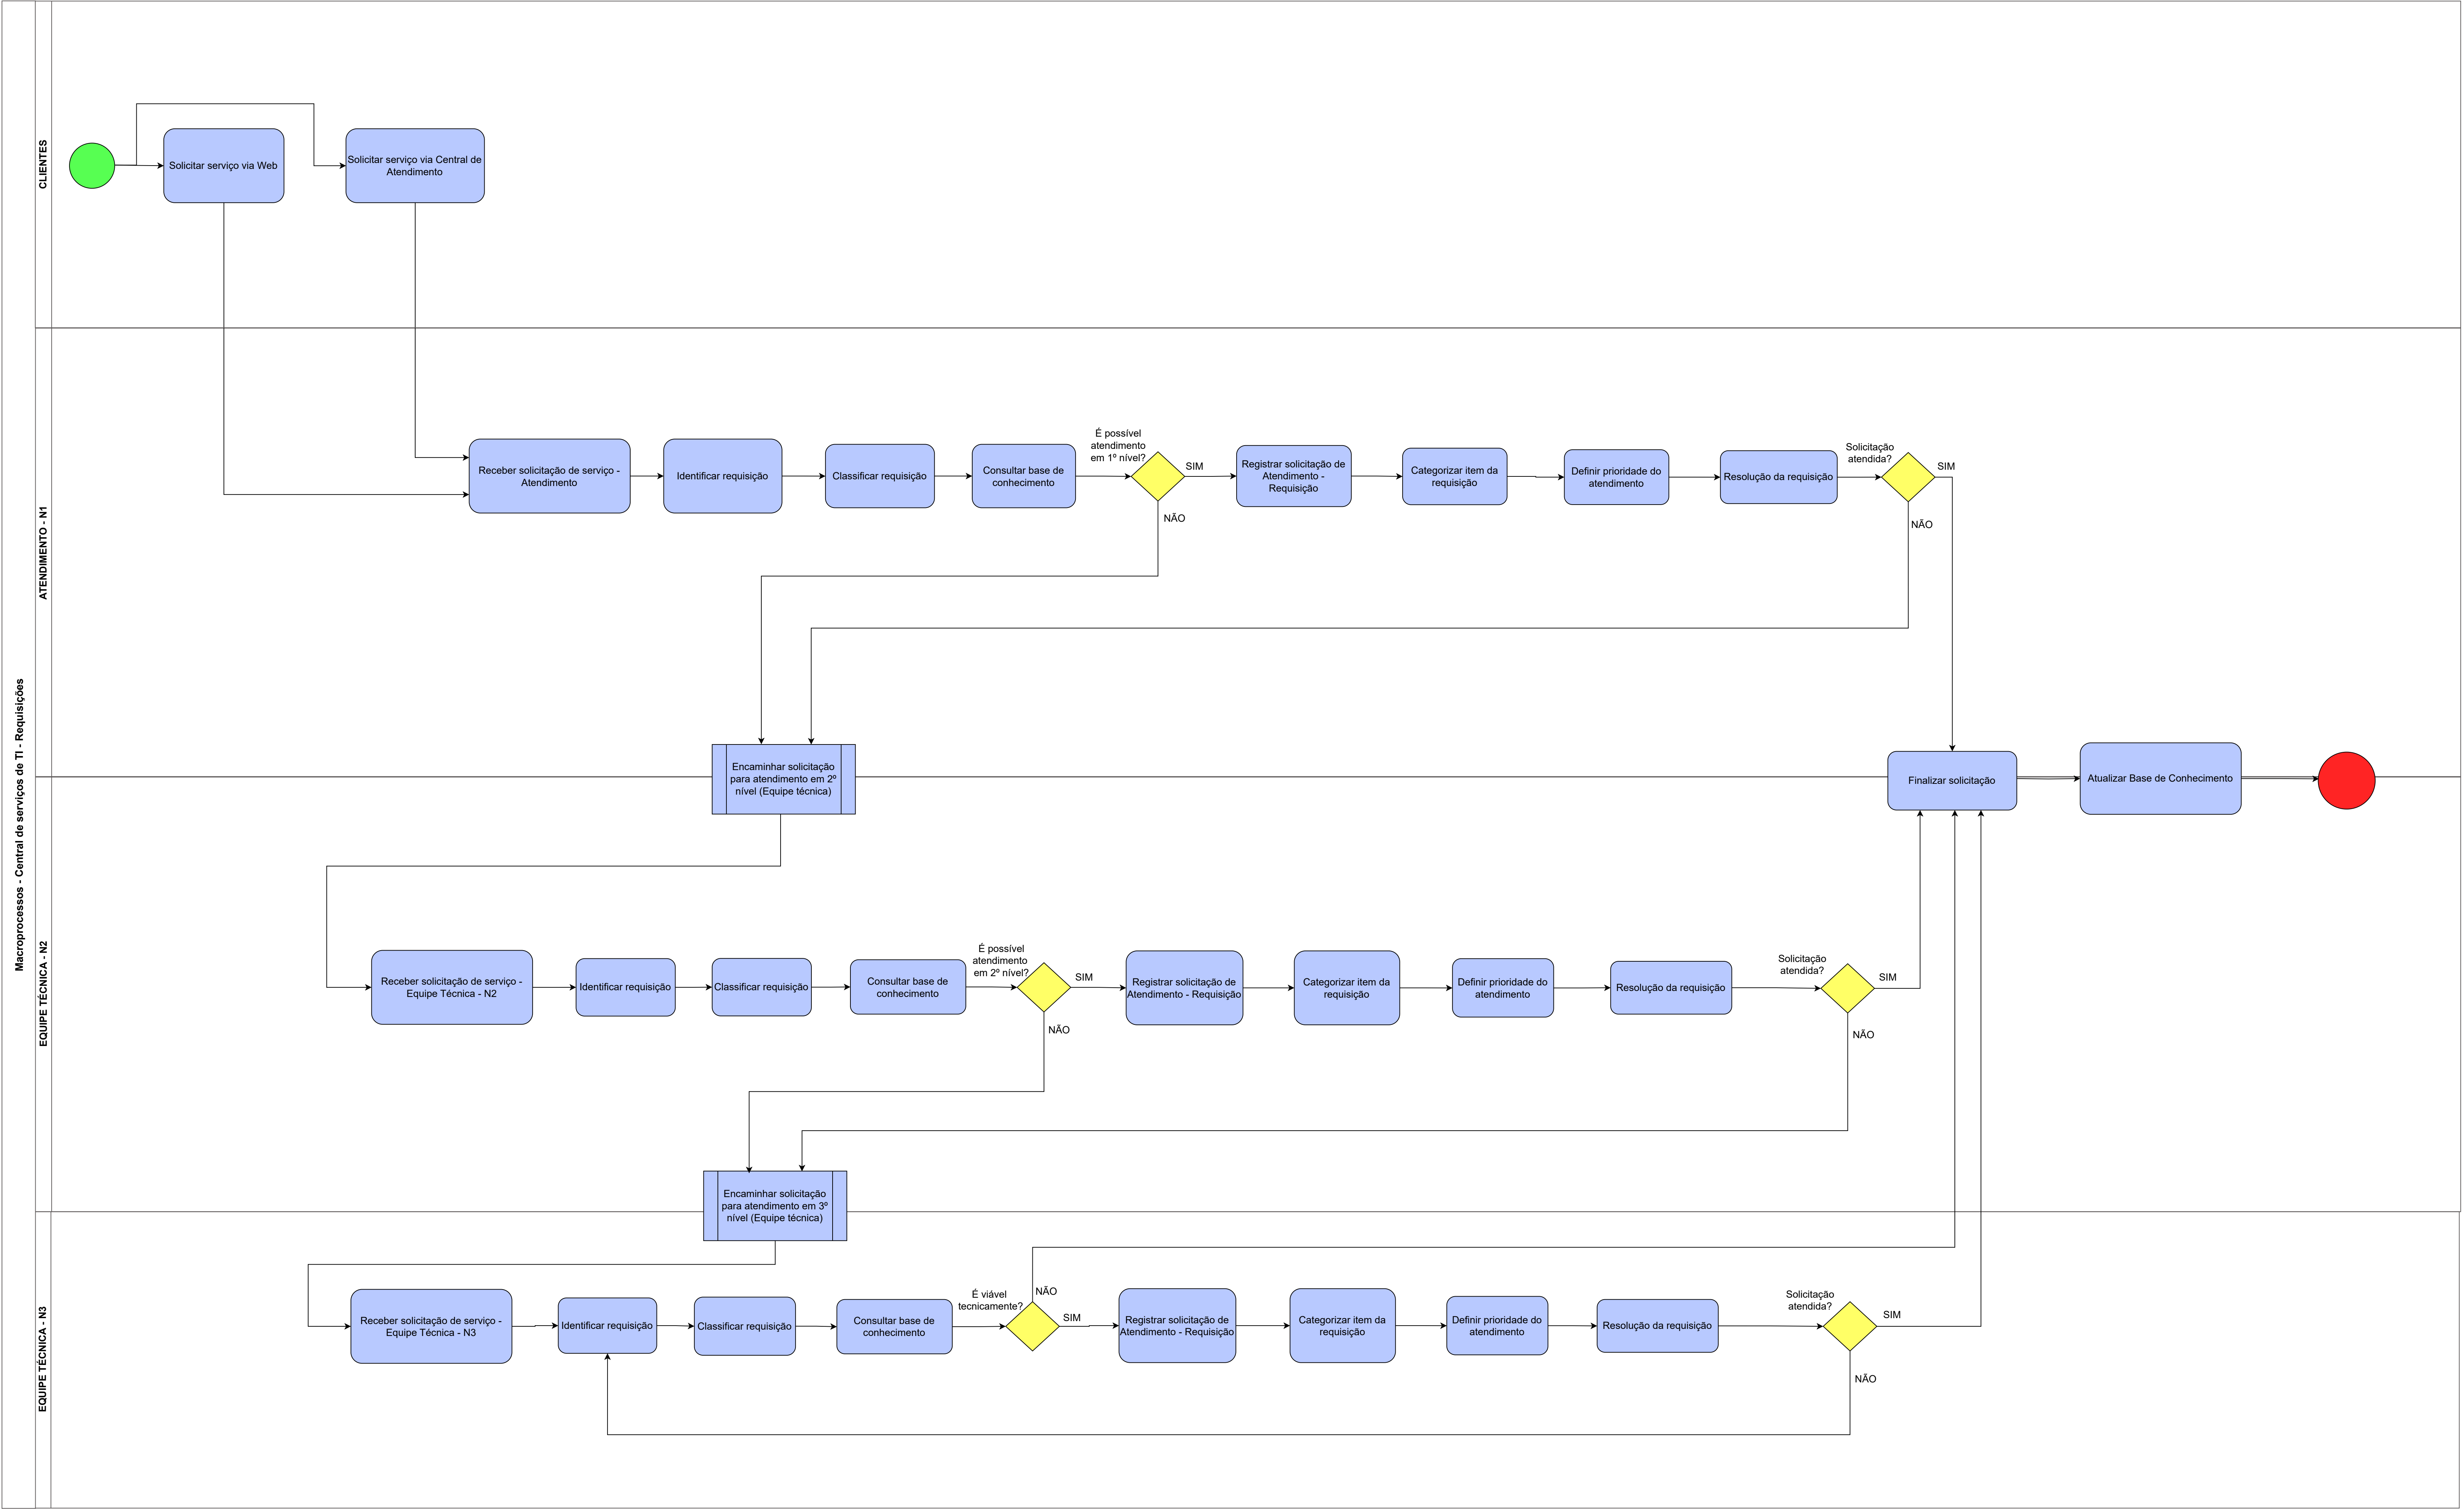 Macroprocessos - Central de serviços de TI - Requisições
CLIENTES
Solicitar serviço via Web
Solicitar serviço via Central de
Atendimento
ATENDIMENTO - N1
Receber solicitação de serviço -
Atendimento
Identificar requisição
Classificar requisição
Consultar base de
conhecimento
É possível
atendimento
em 1º nível?
SIM
NÃO
Registrar solicitação de
Atendimento -
Requisição
Categorizar item da
requisição
Definir prioridade do
atendimento
Resolução da requisição
Solicitação
atendida?
SIM
NÃO
Encaminhar solicitação
para atendimento em 2º
nível (Equipe técnica)
Finalizar solicitação
Atualizar Base de Conhecimento
EQUIPE TÉCNICA - N2
Receber solicitação de serviço -
Equipe Técnica - N2
Identificar requisição
Classificar requisição
Consultar base de
conhecimento
É possível
atendimento
em 2º nível?
SIM
NÃO
Registrar solicitação de
Atendimento - Requisição
Categorizar item da
requisição
Definir prioridade do
atendimento
Resolução da requisição
Solicitação
atendida?
SIM
NÃO
Encaminhar solicitação
para atendimento em 3º
nível (Equipe técnica)
EQUIPE TÉCNICA - N3
Receber solicitação de serviço -
Equipe Técnica - N3
Identificar requisição
Classificar requisição
Consultar base de
conhecimento
É viável
tecnicamente?
NÃO
SIM
Registrar solicitação de
Atendimento - Requisição
Categorizar item da
requisição
Definir prioridade do
atendimento
Resolução da requisição
Solicitação
atendida?
SIM
NÃO